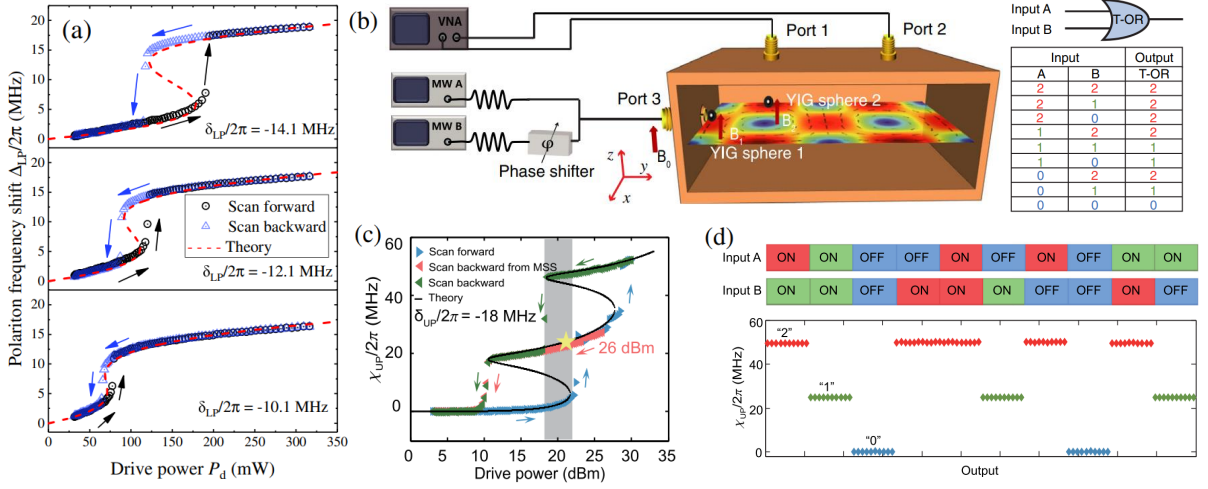 (a)
Polariton frequency shift Δ_LP/2π (MHz)
20
15
10
5
0
δ_LP/2π = -14.1 MHz
20
15
10
5
0
Scan forward
Scan backward
Theory
δ_LP/2π = -12.1 MHz
20
15
10
5
0
δ_LP/2π = -10.1 MHz
0 50 100 150 200 250 300 350
Drive power P_d (mW)
(b)
VNA
MW A
MW B
φ
Phase shifter
Port 1
Port 2
Port 3
YIG sphere 2
YIG sphere 1
B_1
B_0
z
y
x
Input A
Input B
T-OR
Input Output
A B T-OR
2 2 2
2 1 2
2 0 2
1 2 2
1 1 1
1 0 1
0 2 2
0 1 1
0 0 0
(c)
χ_UP/2π (MHz)
60
40
20
0
Scan forward
Scan backward from MSS
Scan backward
Theory
δ_UP/2π = -18 MHz
26 dBm
0 10 20 30
Drive power (dBm)
(d)
Input A ON ON OFF OFF ON OFF ON OFF ON ON
Input B ON ON OFF ON ON ON OFF OFF ON OFF
χ_UP/2π (MHz)
60
30
0
"2"
"1"
"0"
Output